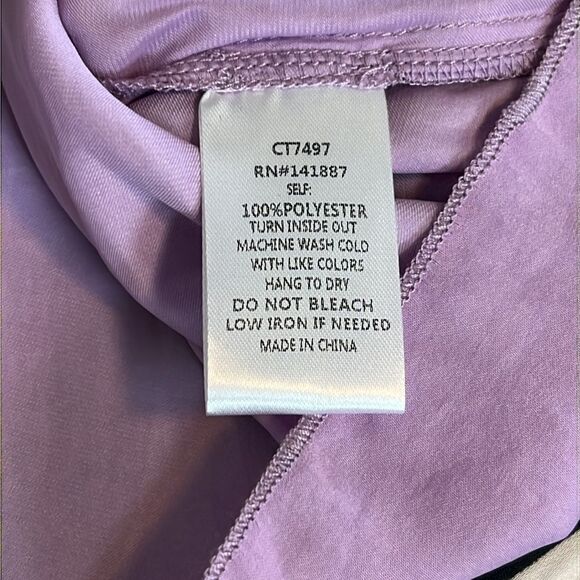 CT7497
RN#141887
SELF:
100%POLYESTER
TURN INSIDE OUT
MACHINE WASH COLD
WITH LIKE COLORS
HANG TO DRY
DO NOT BLEACH
LOW IRON IF NEEDED
MADE IN CHINA